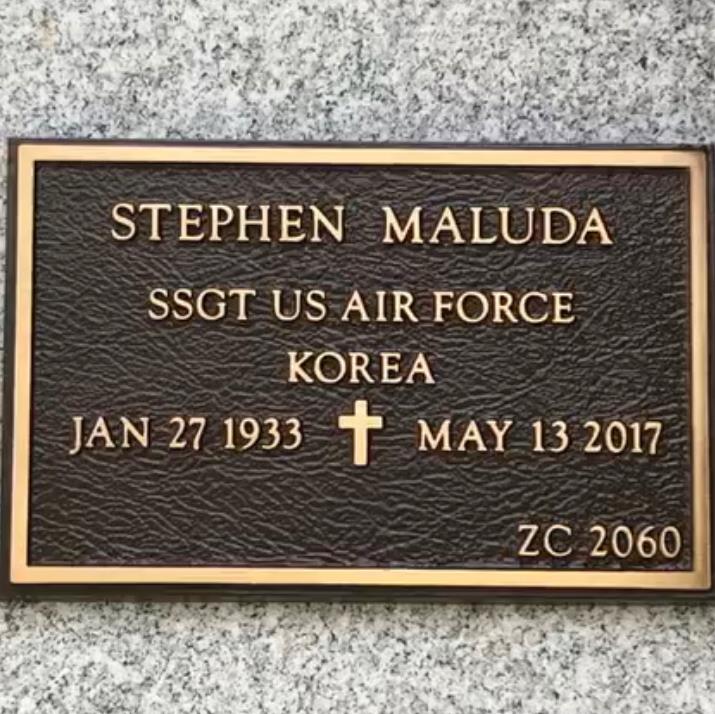 STEPHEN MALUDA
SSGT US AIR FORCE
KOREA
JAN 27 1933 MAY 13 2017
ZC 2060